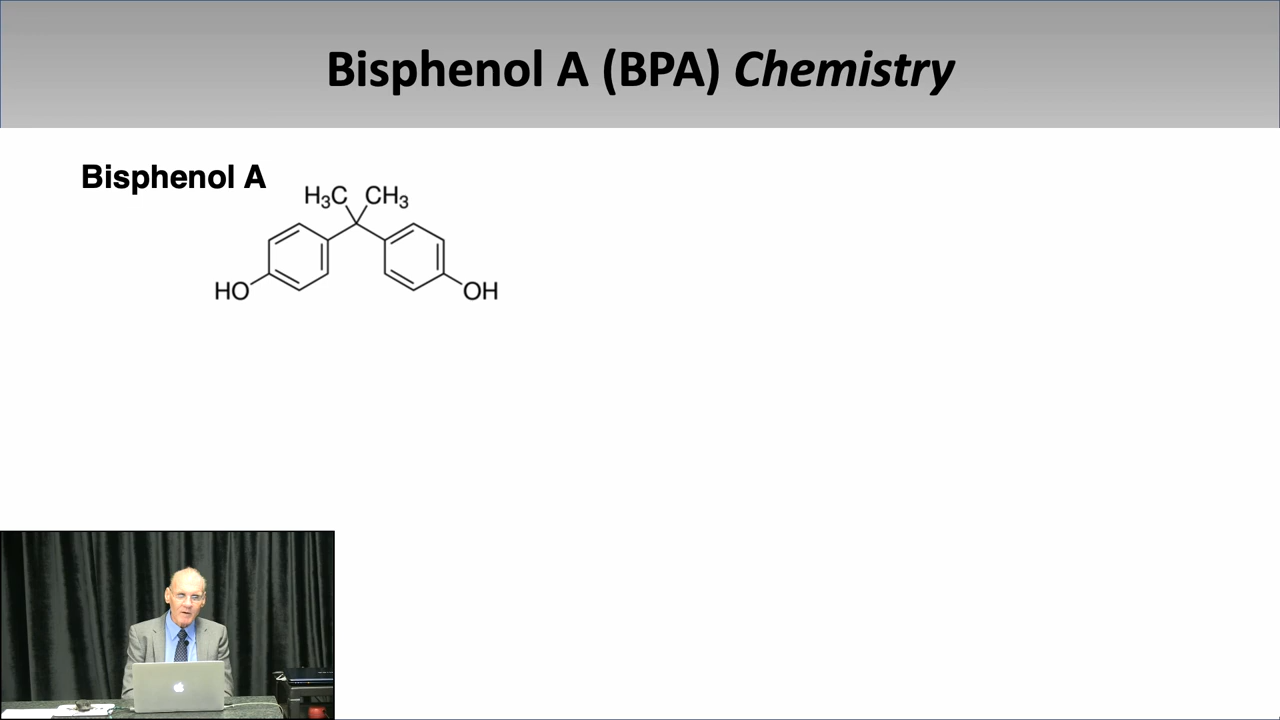 Bisphenol A (BPA) Chemistry
Bisphenol A
H₃C CH₃
HO
OH